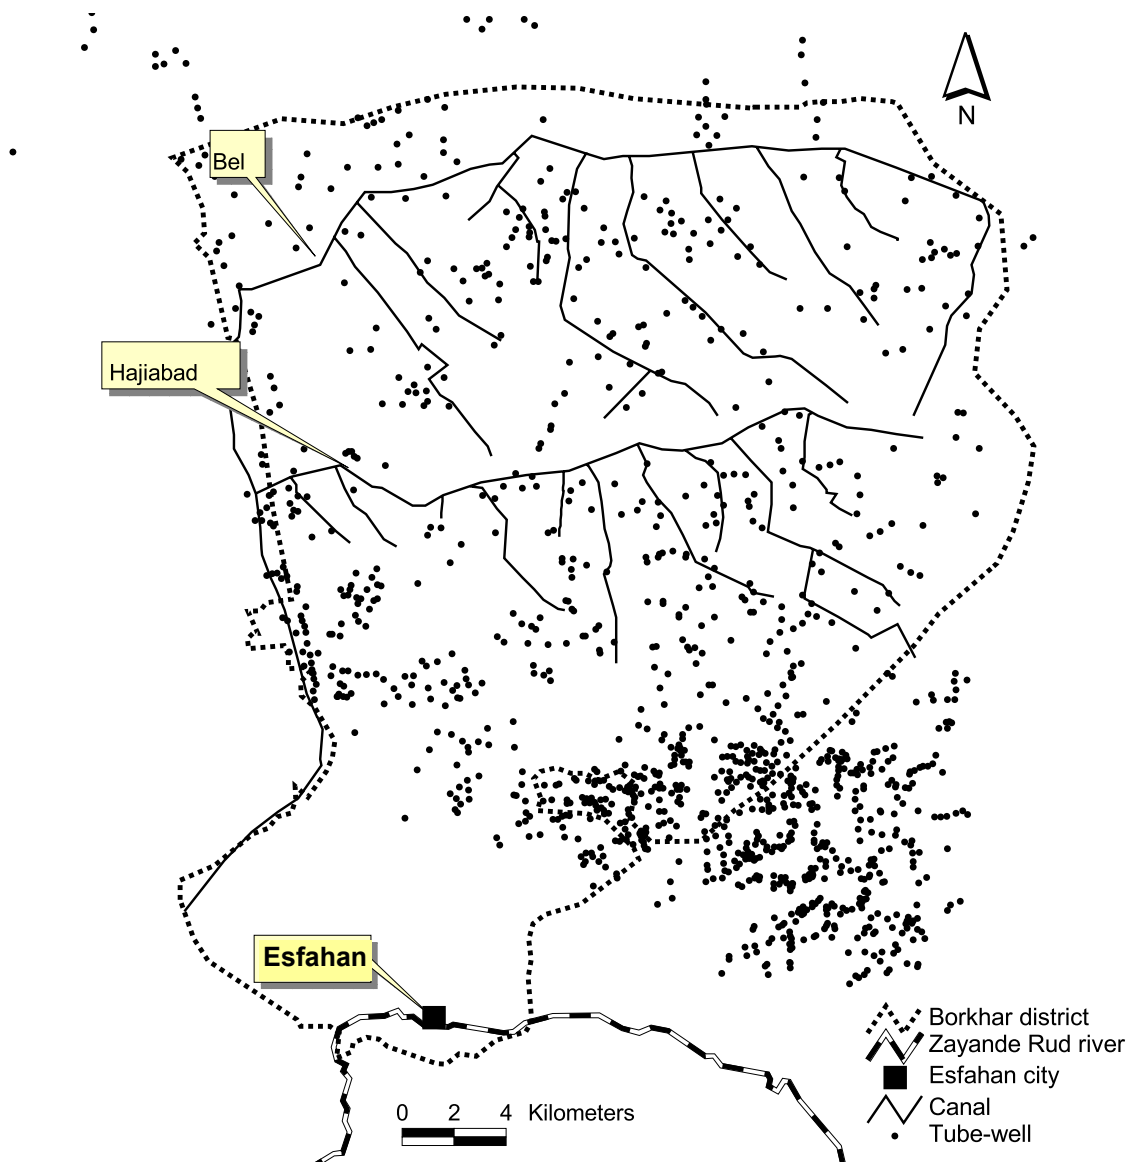 N
Bel
Hajiabad
Esfahan
Borkhar district
Zayande Rud river
Esfahan city
Canal
Tube-well
0 2 4 Kilometers